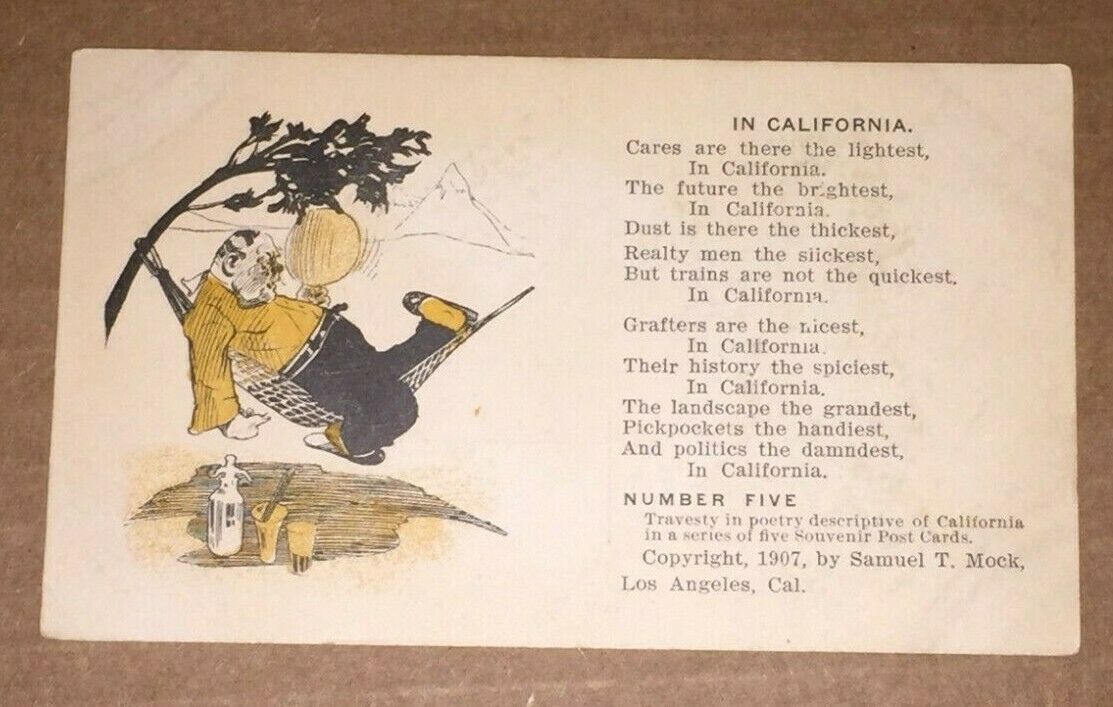 IN CALIFORNIA.
Cares are there the lightest,
In California.
The future the brightest,
In California.
Dust is there the thickest,
Realty men the slickest,
But trains are not the quickest.
In California.
Grafters are the nicest,
In California.
Their history the spiciest,
In California.
The landscape the grandest,
Pickpockets the handiest,
And politics the damndest,
In California.
NUMBER FIVE
Travesty in poetry descriptive of California
in a series of five Souvenir Post Cards.
Copyright, 1907, by Samuel T. Mock,
Los Angeles, Cal.